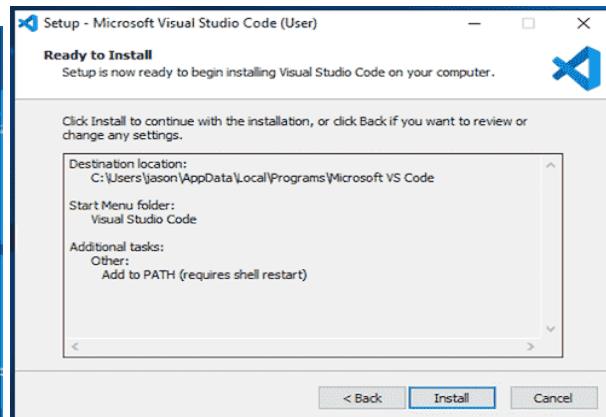 Setup - Microsoft Visual Studio Code (User)
Ready to Install
Setup is now ready to begin installing Visual Studio Code on your computer.
Click Install to continue with the installation, or click Back if you want to review or
change any settings.
Destination location:
C:\Users\jason\AppData\Local\Programs\Microsoft VS Code
Start Menu folder:
Visual Studio Code
Additional tasks:
Other:
Add to PATH (requires shell restart)
< Back Install Cancel